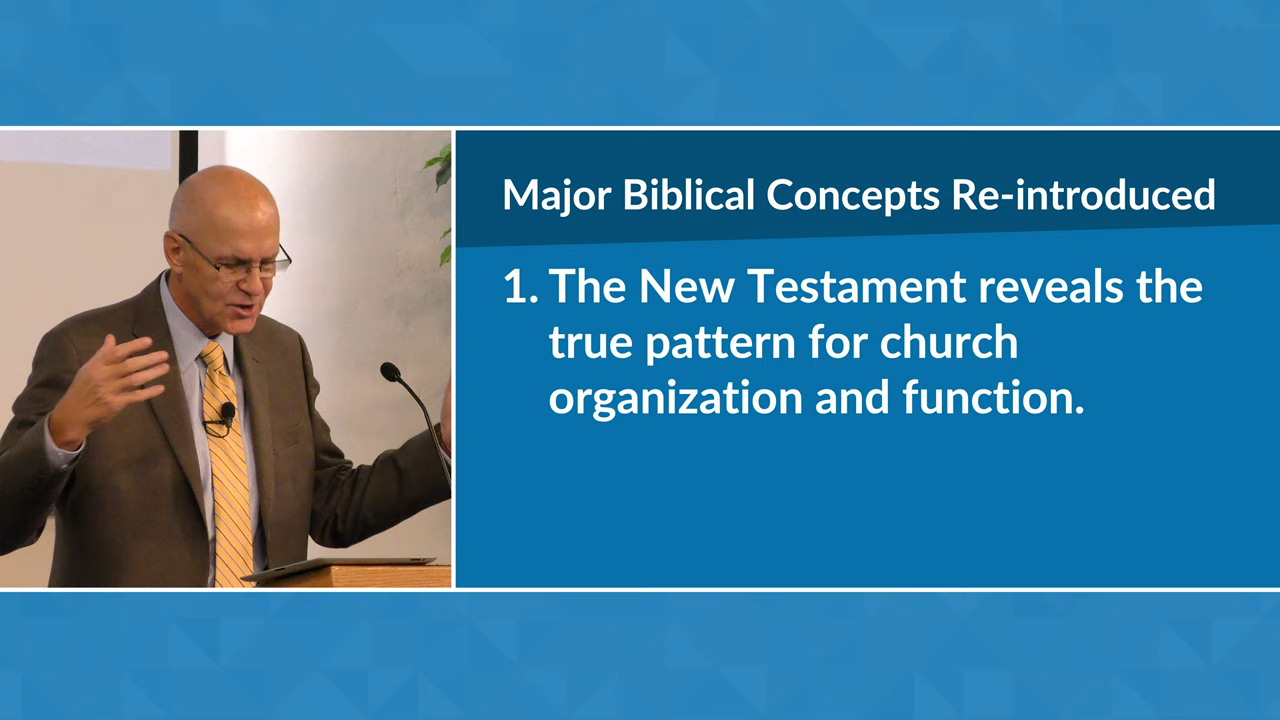 Major Biblical Concepts Re-introduced
1. The New Testament reveals the
true pattern for church
organization and function.